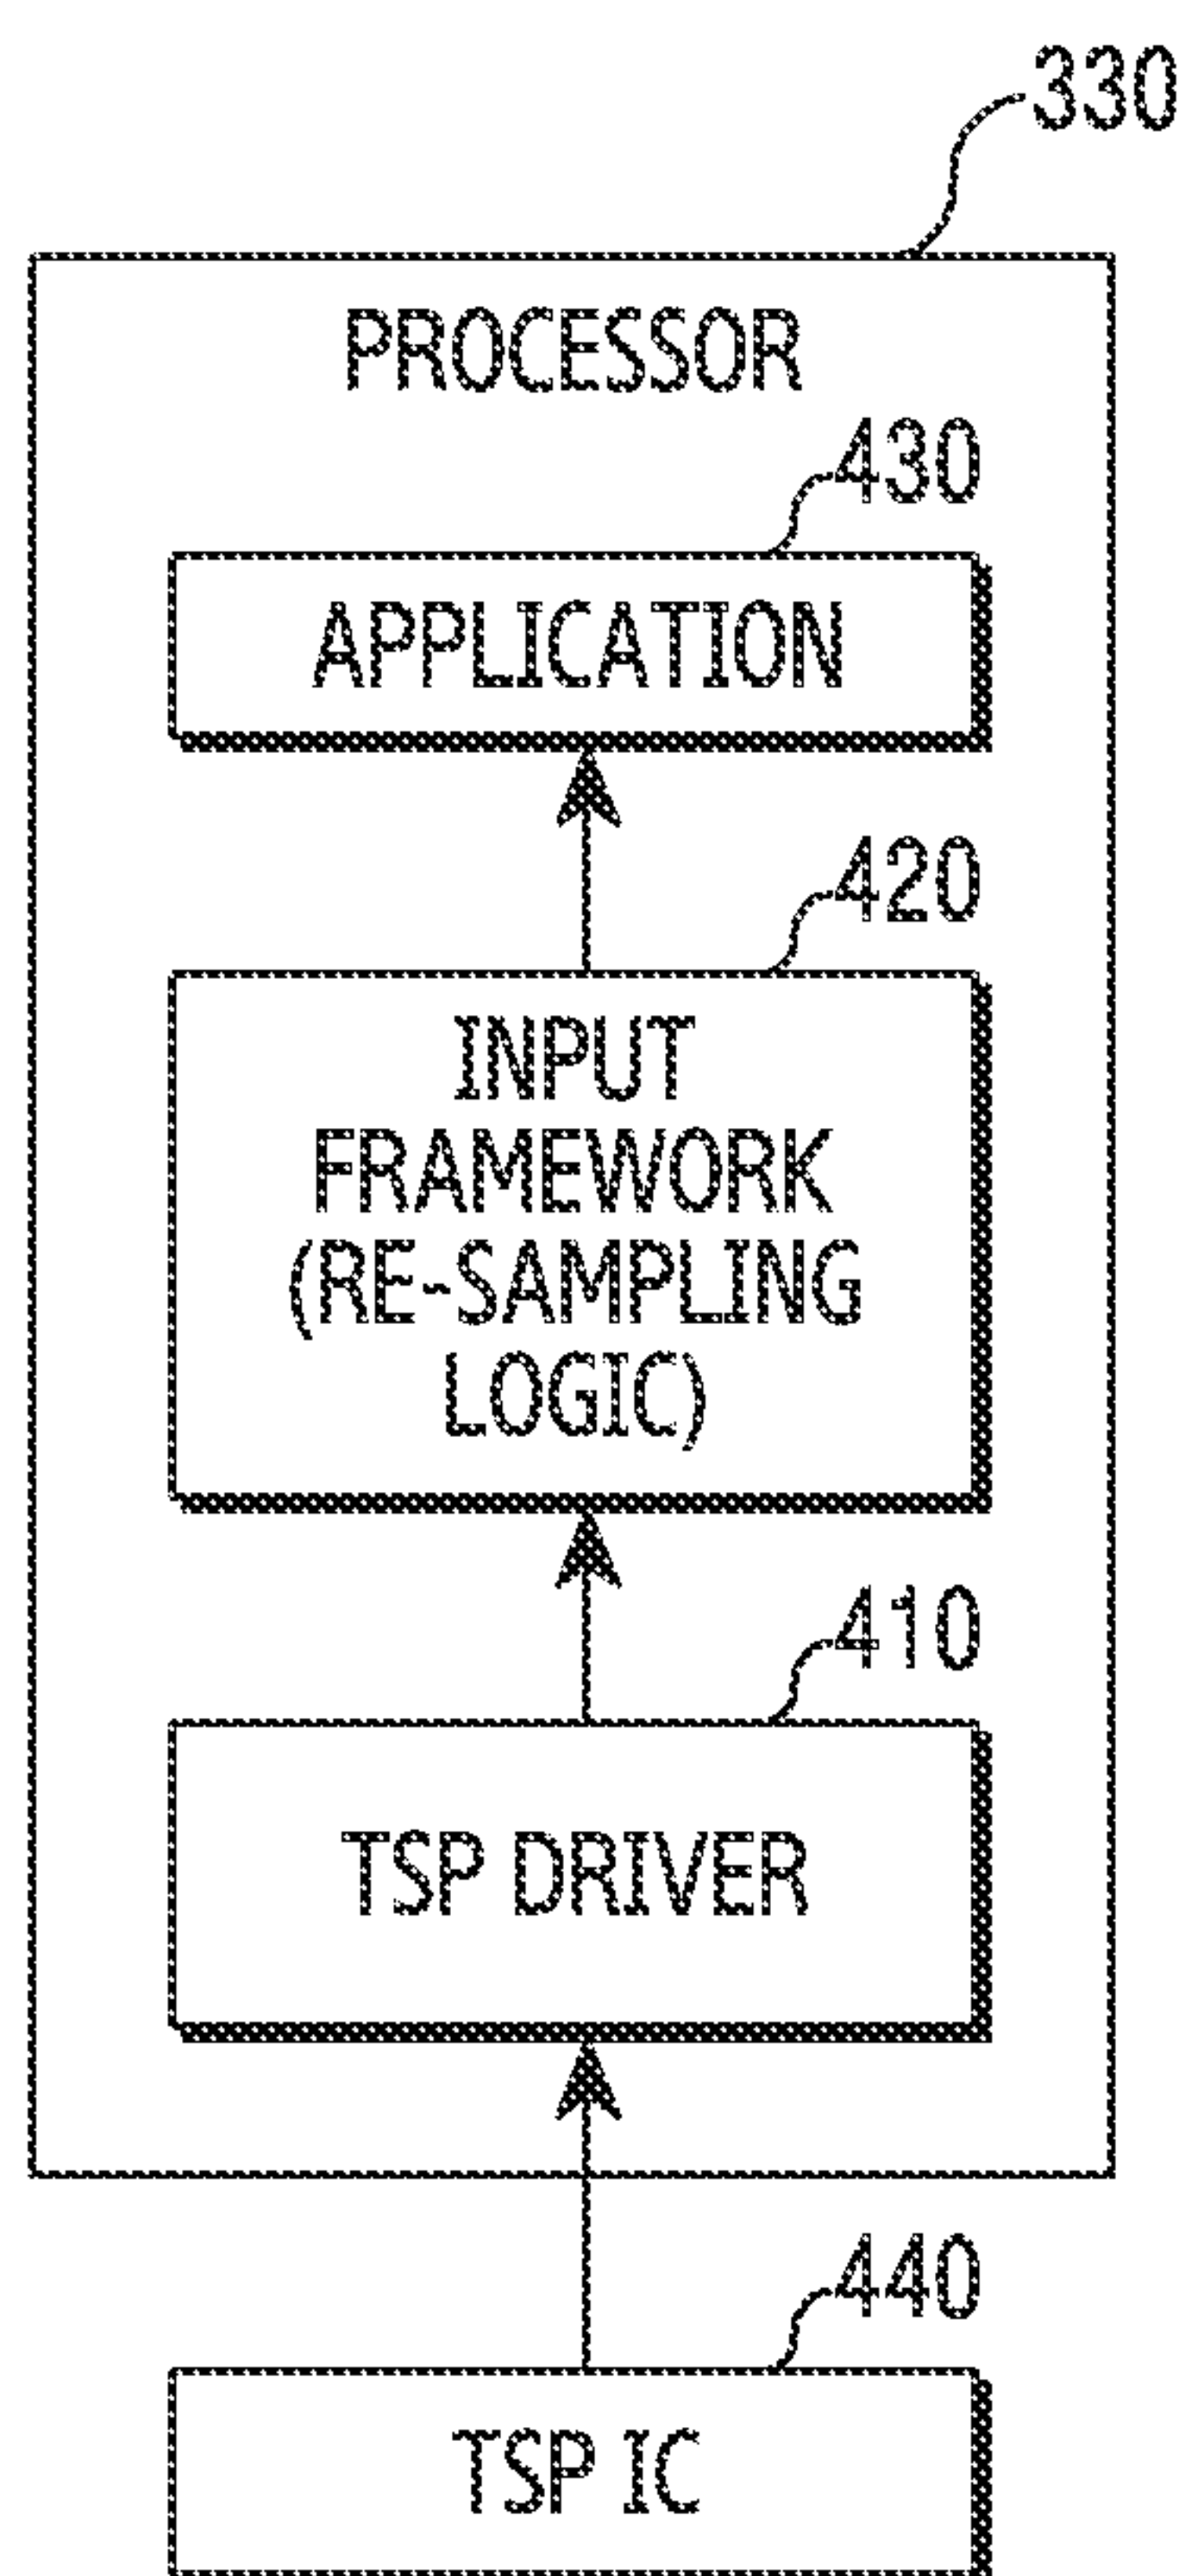 330
PROCESSOR
430
APPLICATION
420
INPUT
FRAMEWORK
(RE-SAMPLING
LOGIC)
410
TSP DRIVER
440
TSP IC